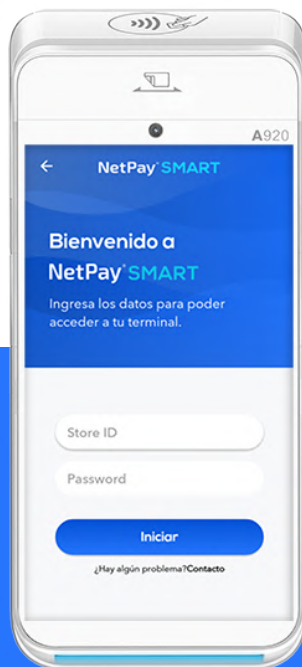 A920
NetPay SMART
Bienvenido a
NetPay SMART
Ingresa los datos para poder
acceder a tu terminal.
Store ID
Password
Iniciar
¿Hay algún problema?Contacto